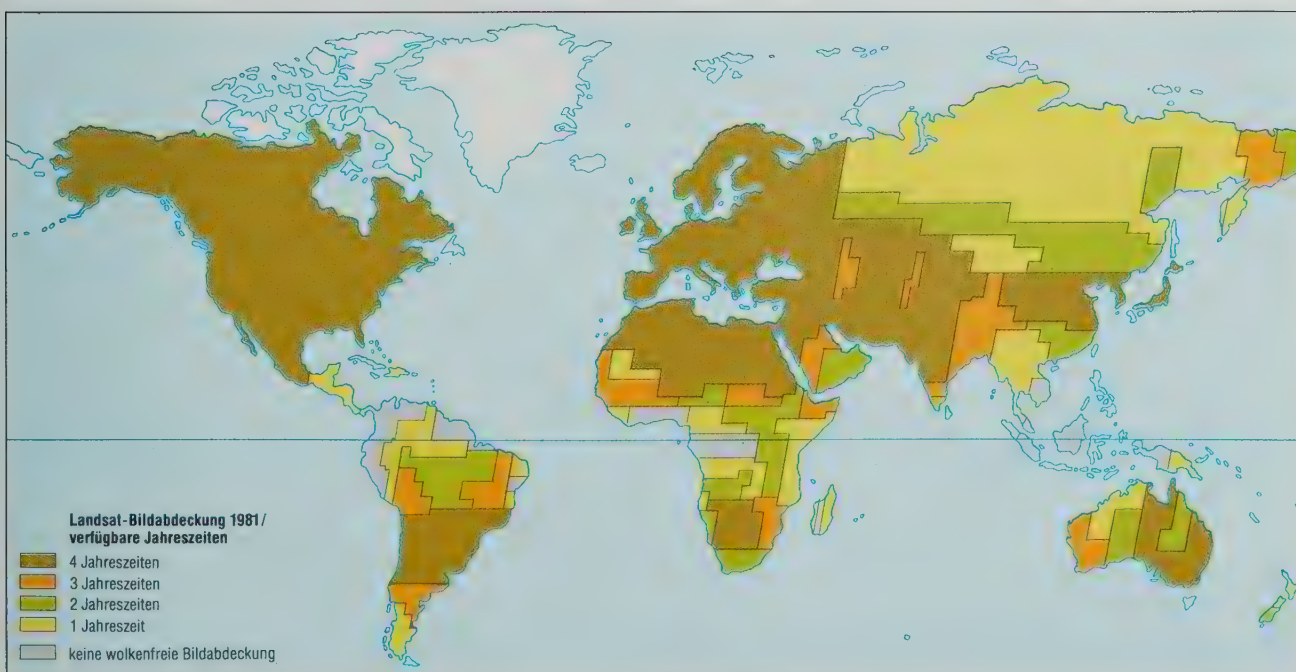 Landsat-Bildabdeckung 1981/
verfügbare Jahreszeiten
4 Jahreszeiten
3 Jahreszeiten
2 Jahreszeiten
1 Jahreszeit
keine wolkenfreie Bildabdeckung